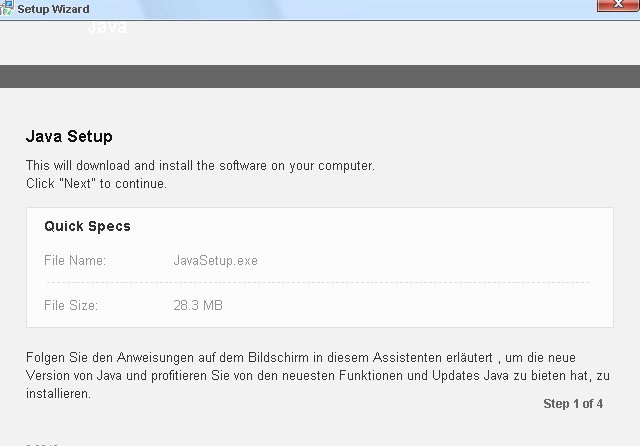 Setup Wizard
Java
Java Setup
This will download and install the software on your computer.
Click "Next" to continue.
Quick Specs
File Name: JavaSetup.exe
File Size: 28.3 MB
Folgen Sie den Anweisungen auf dem Bildschirm in diesem Assistenten erläutert , um die neue
Version von Java und profitieren Sie von den neuesten Funktionen und Updates Java zu bieten hat, zu
installieren.
Step 1 of 4